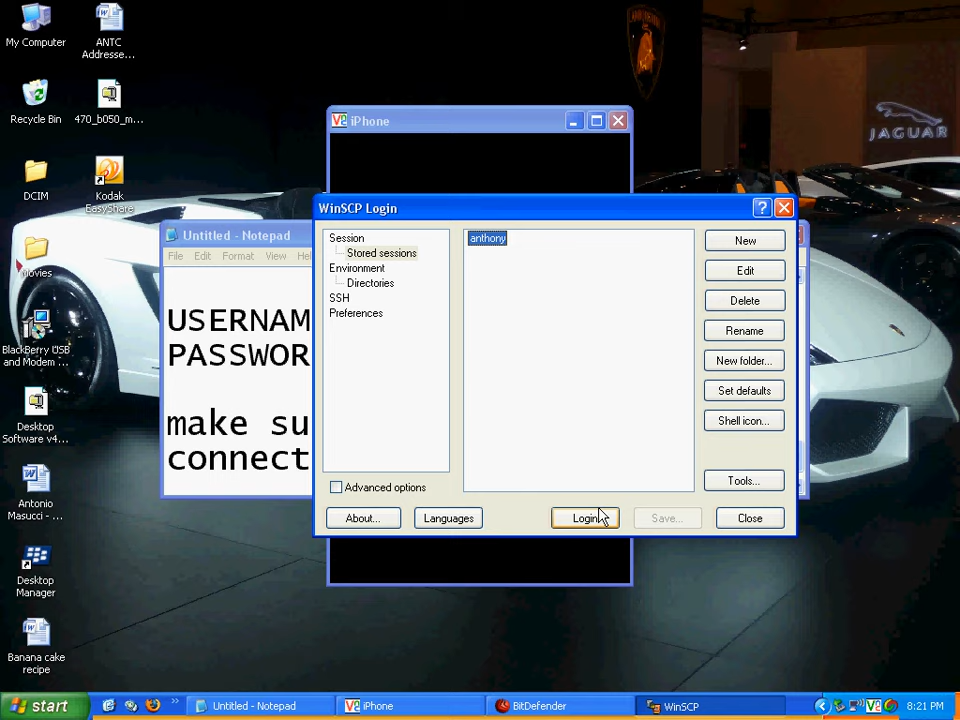 My Computer
ANTC
Addresse...
Recycle Bin
470_b050_m...
DCIM
Kodak
EasyShare
Movies
BlackBerry USB
and Modem ...
Desktop
Software v4...
Antonio
Masucci - ...
Desktop
Manager
Banana cake
recipe
JAGUAR
iPhone
Untitled - Notepad
File Edit Format View Hel
USERNAM
PASSWOR
make su
connect
WinSCP Login
Session
Stored sessions
Environment
Directories
SSH
Preferences
anthony
New
Edit
Delete
Rename
New folder...
Set defaults
Shell icon...
Tools...
Advanced options
About...
Languages
Login
Save...
Close
start
Untitled - Notepad
iPhone
BitDefender
WinSCP
8:21 PM